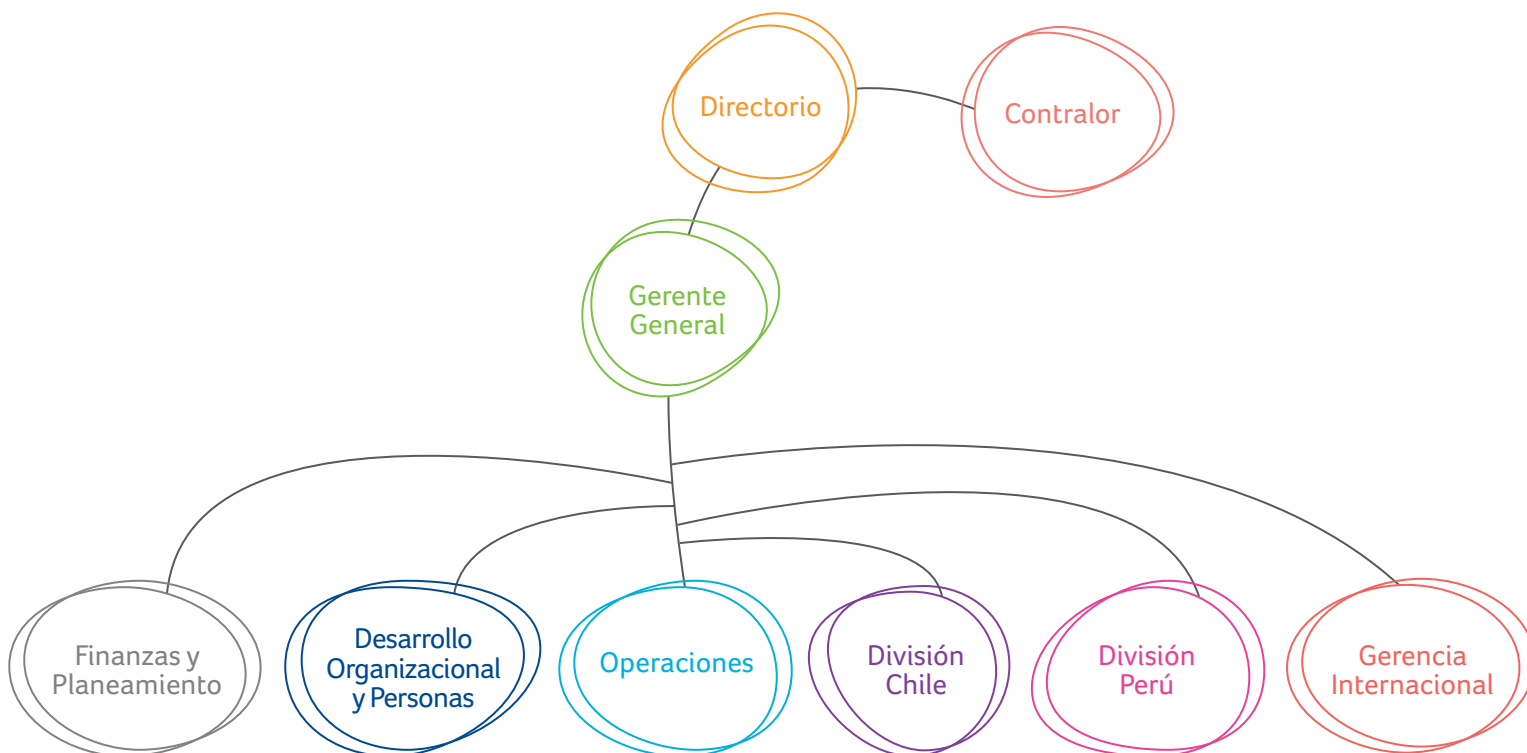 Directorio
Contralor
Gerente
General
Finanzas y
Planeamiento
Desarrollo
Organizacional
y Personas
Operaciones
División
Chile
División
Perú
Gerencia
Internacional